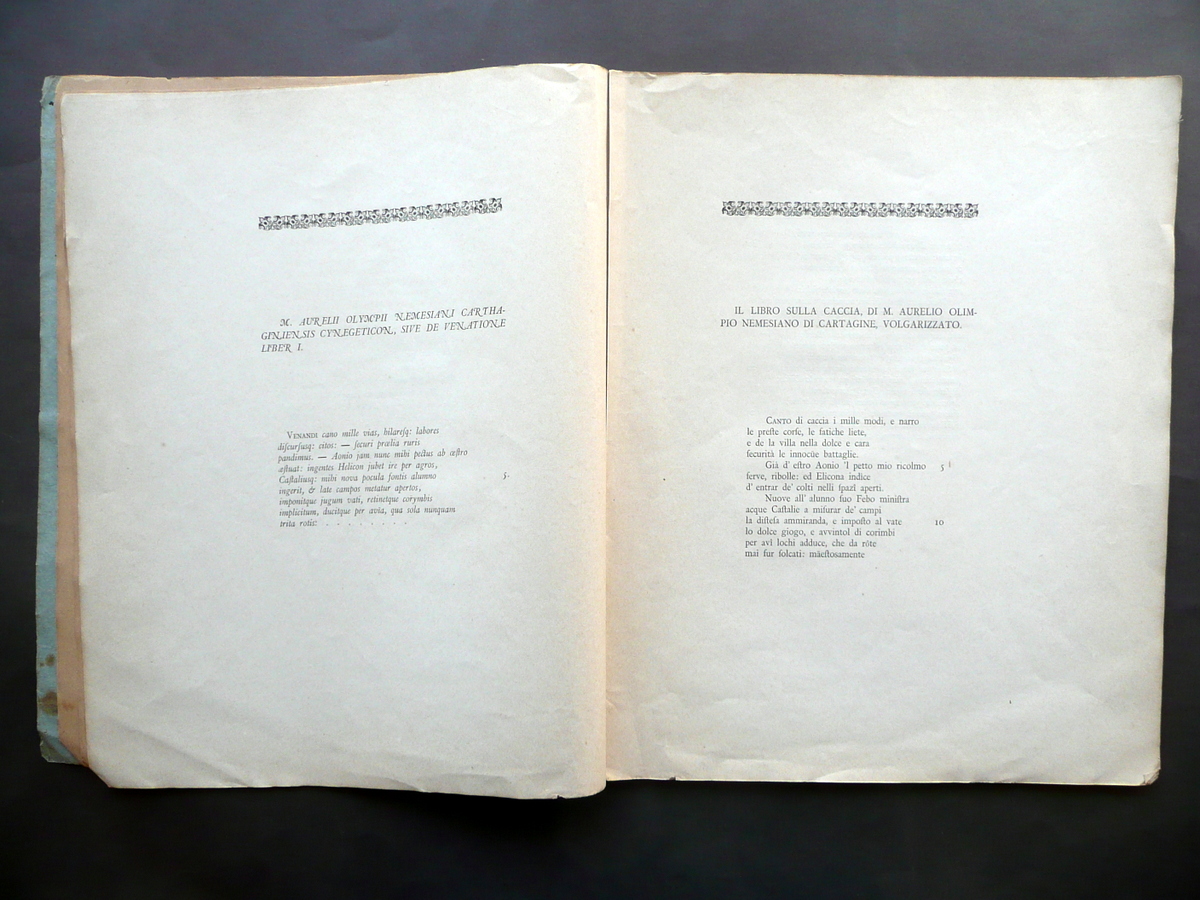 M. AURELII OLYMPII NEMESIANI CARTHA-
GINIENSIS CYNEGETICON, SIVE DE VENATIONE
LIBER I.
VENANDI cano mille vias, hilareſq: labores
diſcurſusq: citos: — ſecuri prælia ruris
pandimus. — Aonio jam nunc mihi pectus ab œſtro
æſtuat: ingentes Helicon jubet ire per agros,
Caſtaliusq: mihi nova pocula fontis alumno 5.
ingerit, & late campos metatur apertos,
imponitque jugum vati, retinetque corymbis
implicitum, ducitque per avia, qua sola nunquam
trita rotis: . . . . . . . .
IL LIBRO SULLA CACCIA, DI M. AURELIO OLIM-
PIO NEMESIANO DI CARTAGINE, VOLGARIZZATO.
CANTO di caccia i mille modi, e narro
le preſte corſe, le fatiche liete,
e de la villa nella dolce e cara
ſecurità le innocüe battaglie.
Già d' eſtro Aonio 'l petto mio ricolmo 5
ferve, ribolle: ed Elicona indice
d' entrar de' colti nelli ſpazî aperti.
Nuove all' alunno ſuo Febo miniſtra
acque Caſtalie a miſurar de' campi
la diſteſa ammiranda, e impoſto al vate 10
lo dolce giogo, e avvintol di corimbi
per avî lochi adduce, che da rōte
mai fur ſolcati: mäeſtosamente